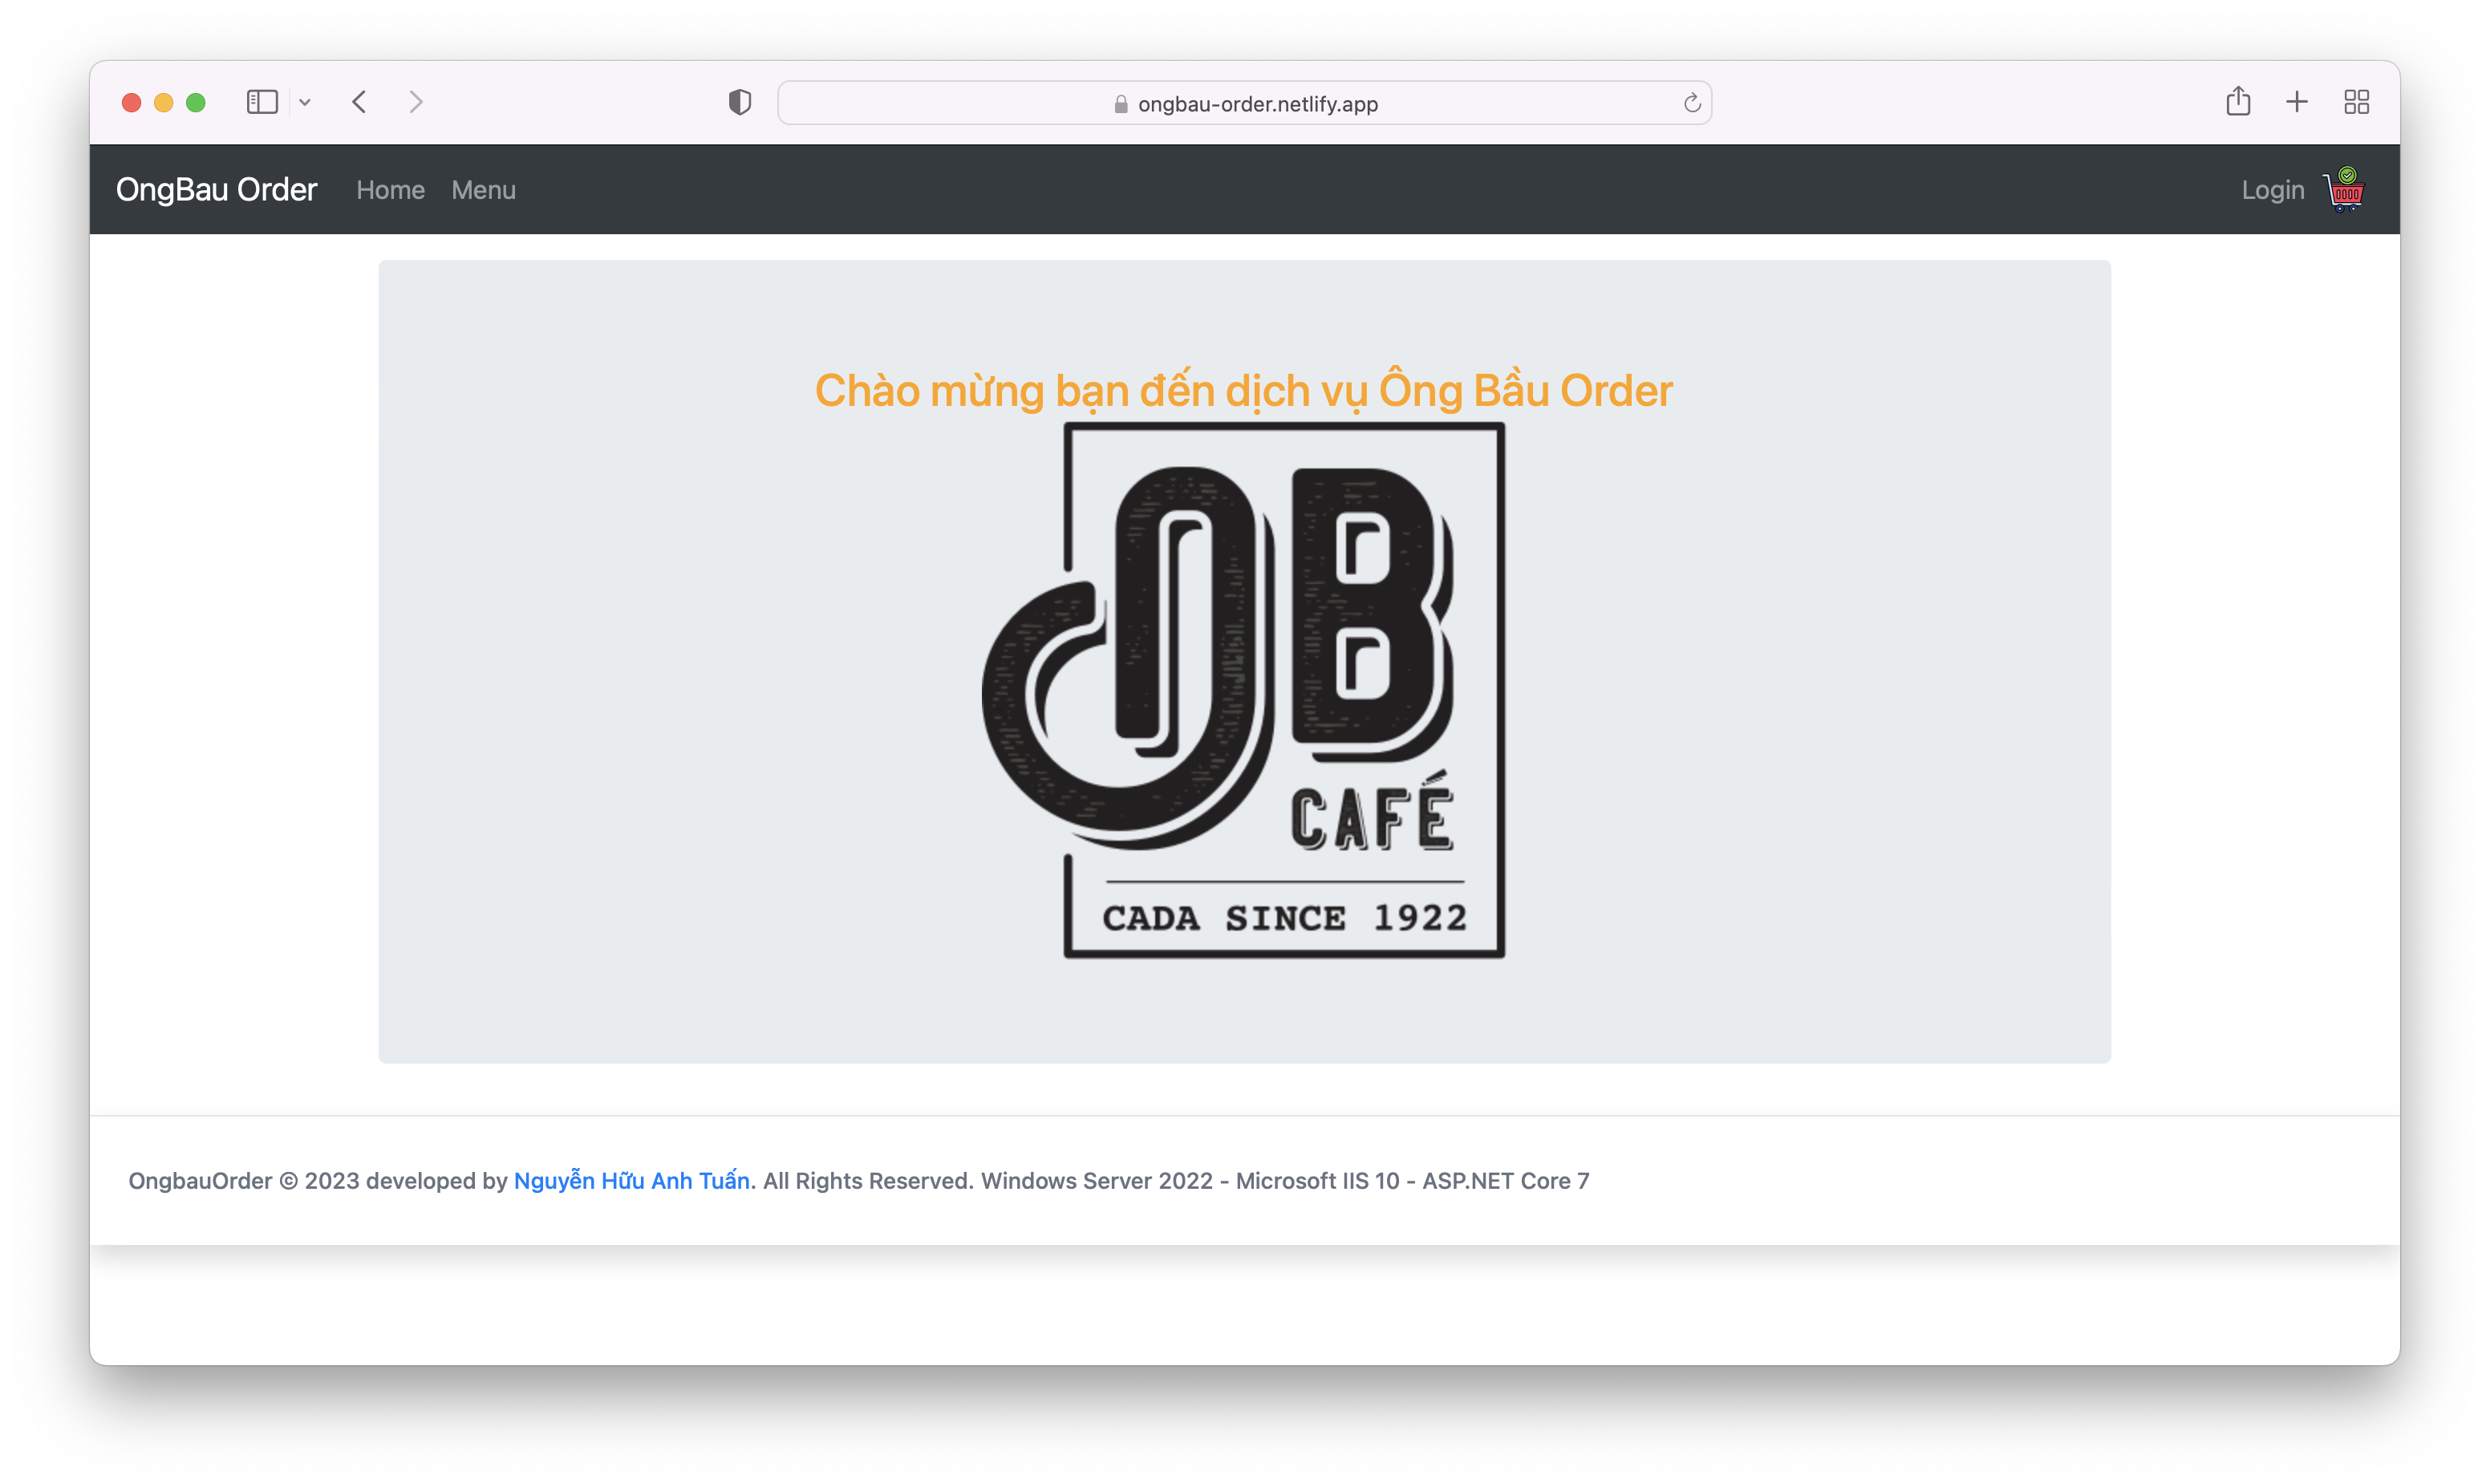 ongbau-order.netlify.app
OngBau Order Home Menu Login
Chào mừng bạn đến dịch vụ Ông Bầu Order
OB
CAFÉ
CADA SINCE 1922
OngbauOrder © 2023 developed by Nguyễn Hữu Anh Tuấn. All Rights Reserved. Windows Server 2022 - Microsoft IIS 10 - ASP.NET Core 7